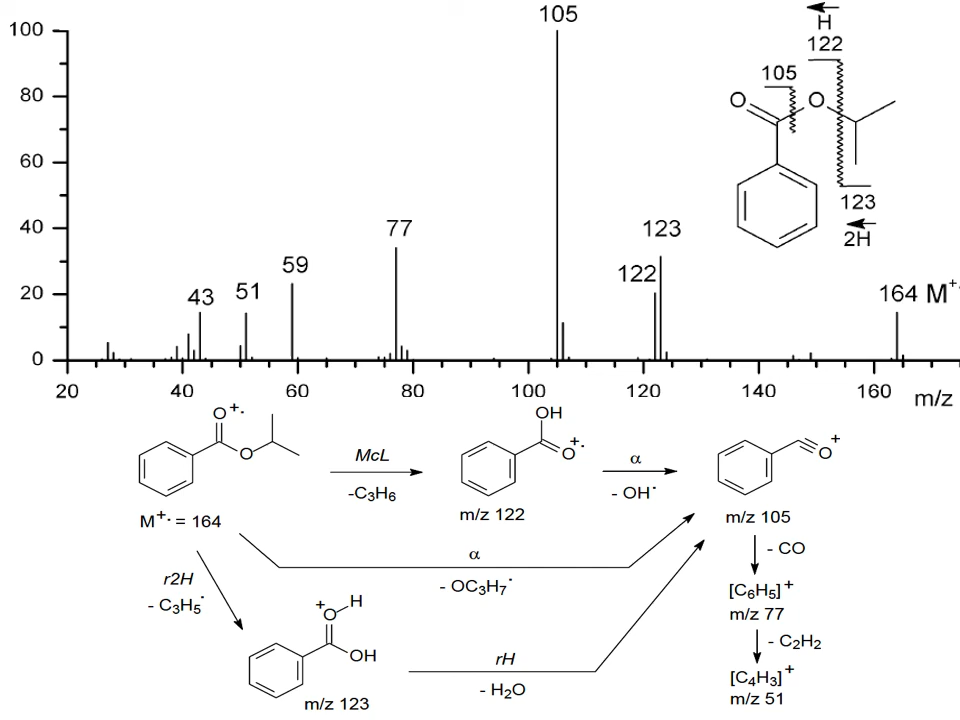 100
80
60
40
20
0
20
40
60
80
100
120
140
160
m/z
43
51
59
77
105
122
123
164 M+.
H
122
105
O
O
123
2H
O+.
O
M+. = 164
McL
-C3H6
OH
O+.
m/z 122
α
- OH·
O+
m/z 105
- CO
[C6H5]+
m/z 77
- C2H2
[C4H3]+
m/z 51
α
- OC3H7·
r2H
- C3H5·
+
O
H
OH
m/z 123
rH
- H2O